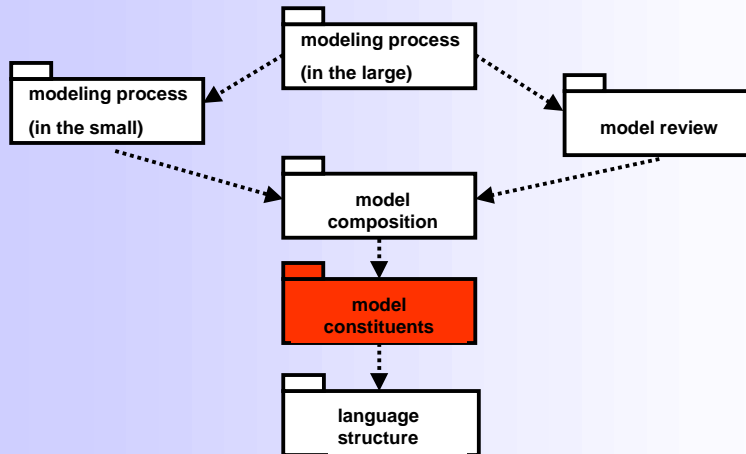 modeling process
(in the large)
modeling process
(in the small)
model review
model
composition
model
constituents
language
structure